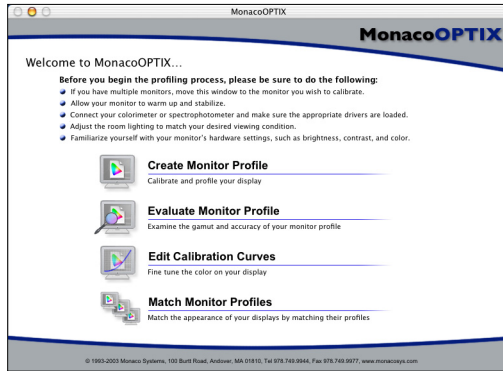 MonacoOPTIX
MonacoOPTIX
Welcome to MonacoOPTIX...
Before you begin the profiling process, please be sure to do the following:
If you have multiple monitors, move this window to the monitor you wish to calibrate.
Allow your monitor to warm up and stabilize.
Connect your colorimeter or spectrophotometer and make sure the appropriate drivers are loaded.
Adjust the room lighting to match your desired viewing condition.
Familiarize yourself with your monitor's hardware settings, such as brightness, contrast, and color.
Create Monitor Profile
Calibrate and profile your display
Evaluate Monitor Profile
Examine the gamut and accuracy of your monitor profile
Edit Calibration Curves
Fine tune the color on your display
Match Monitor Profiles
Match the appearance of your displays by matching their profiles
© 1993-2003 Monaco Systems, 100 Burtt Road, Andover, MA 01810, Tel 978.749.9944, Fax 978.749.9977, www.monacosys.com